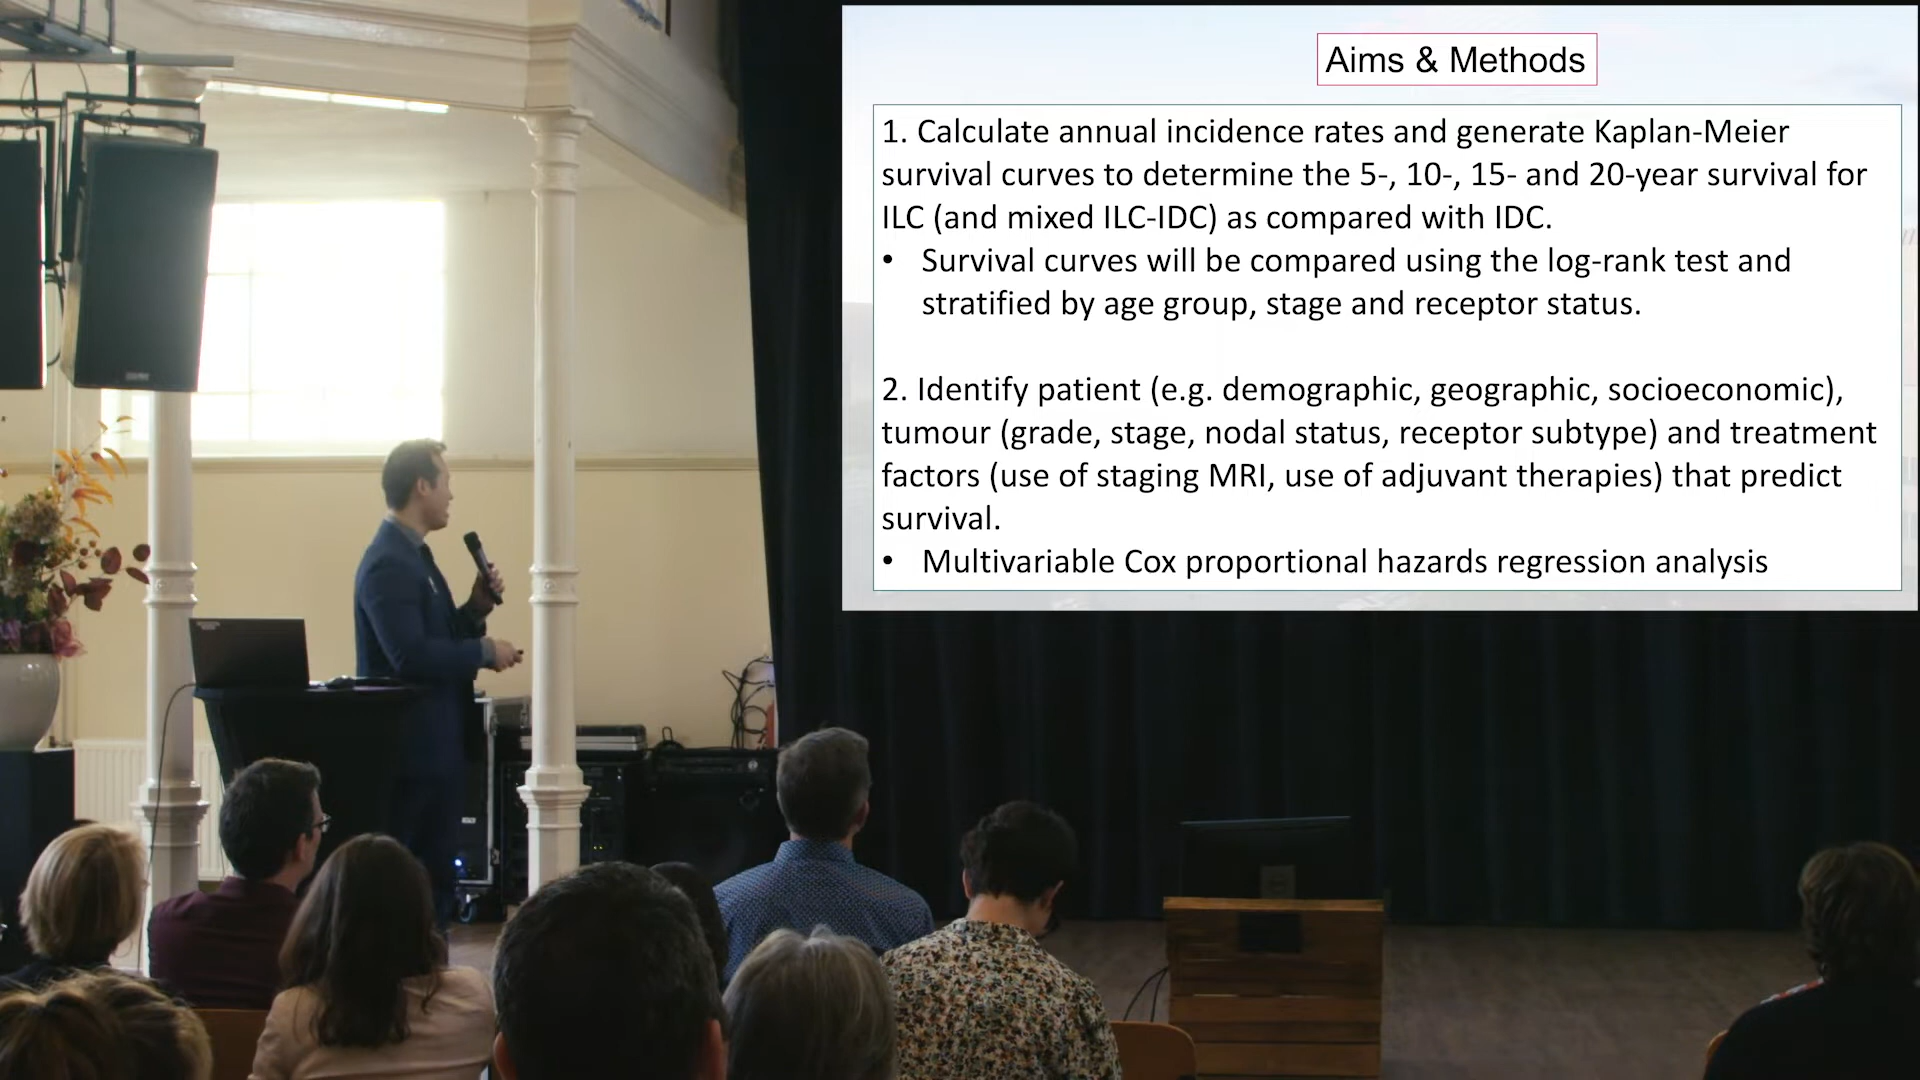 Aims & Methods
1. Calculate annual incidence rates and generate Kaplan-Meier
survival curves to determine the 5-, 10-, 15- and 20-year survival for
ILC (and mixed ILC-IDC) as compared with IDC.
• Survival curves will be compared using the log-rank test and
stratified by age group, stage and receptor status.
2. Identify patient (e.g. demographic, geographic, socioeconomic),
tumour (grade, stage, nodal status, receptor subtype) and treatment
factors (use of staging MRI, use of adjuvant therapies) that predict
survival.
• Multivariable Cox proportional hazards regression analysis